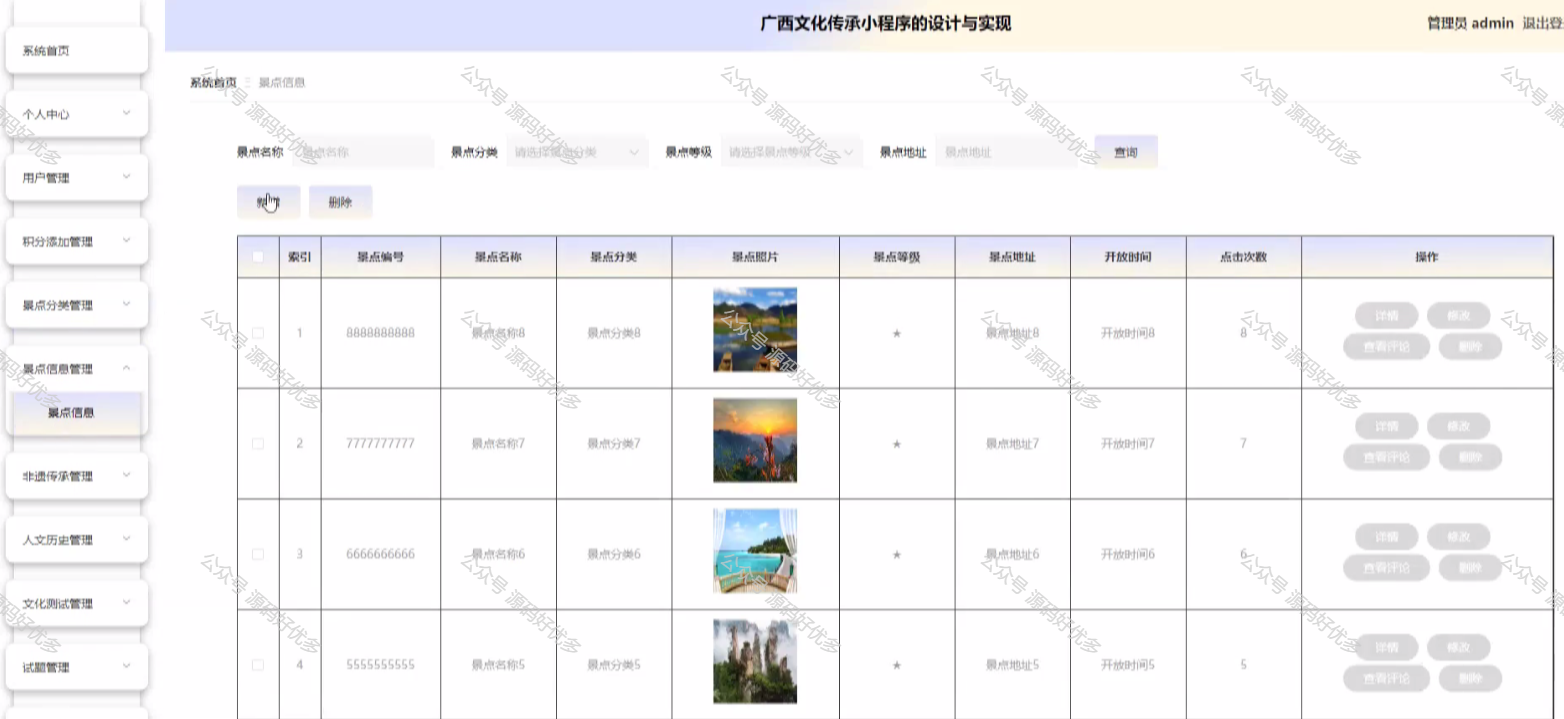 广西文化传承小程序的设计与实现
管理员 admin 退出登
系统首页
个人中心
用户管理
积分添加管理
景点分类管理
景点信息管理
景点信息
非遗传承管理
人文历史管理
文化测试管理
试题管理
系统首页 景点信息
景点名称 景点名称 景点分类 请选择景点分类 景点等级 请选择景点等级 景点地址 景点地址 查询
新增 删除
索引 景点编号 景点名称 景点分类 景点照片 景点等级 景点地址 开放时间 点击次数 操作
1 8888888888 景点名称8 景点分类8 ★ 景点地址8 开放时间8 8 详情 修改
查看评论 删除
2 7777777777 景点名称7 景点分类7 ★ 景点地址7 开放时间7 7 详情 修改
查看评论 删除
3 6666666666 景点名称6 景点分类6 ★ 景点地址6 开放时间6 6 详情 修改
查看评论 删除
4 5555555555 景点名称5 景点分类5 ★ 景点地址5 开放时间5 5 详情 修改
查看评论 删除
公众号 源码好优多